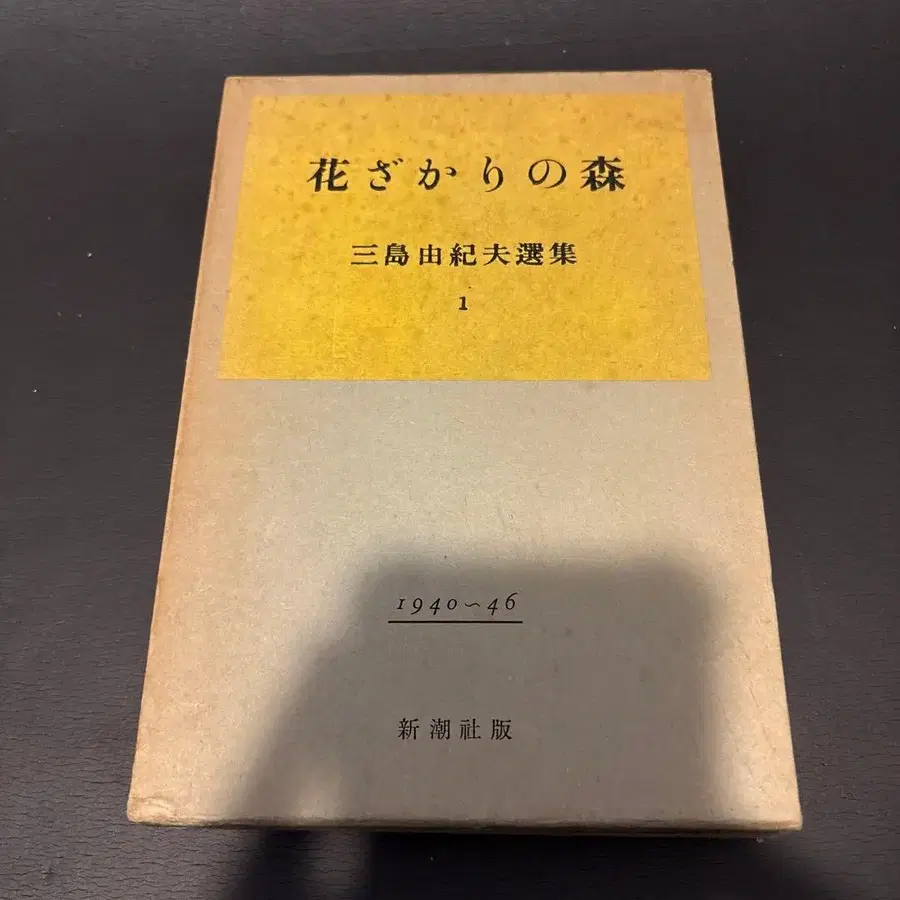 花ざかりの森
三島由紀夫選集
1
1940~46
新潮社版